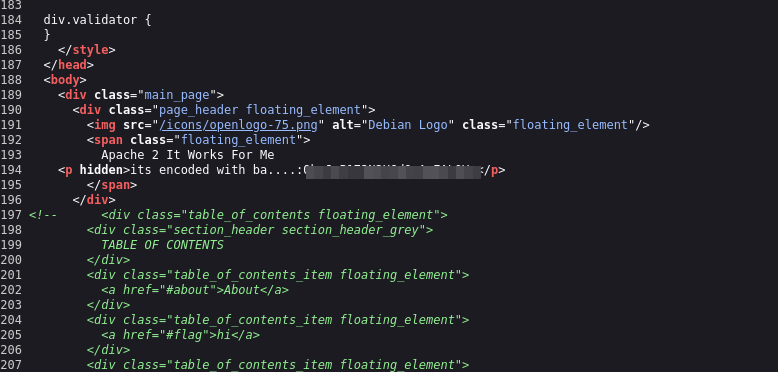 183
184 div.validator {
185 }
186 </style>
187 </head>
188 <body>
189 <div class="main_page">
190 <div class="page_header floating_element">
191 <img src="/icons/openlogo-75.png" alt="Debian Logo" class="floating_element"/>
192 <span class="floating_element">
193 Apache 2 It Works For Me
194 <p hidden>its encoded with ba....: </p>
195 </span>
196 </div>
197 <!-- <div class="table_of_contents floating_element">
198 <div class="section_header section_header_grey">
199 TABLE OF CONTENTS
200 </div>
201 <div class="table_of_contents_item floating_element">
202 <a href="#about">About</a>
203 </div>
204 <div class="table_of_contents_item floating_element">
205 <a href="#flag">hi</a>
206 </div>
207 <div class="table_of_contents_item floating_element">